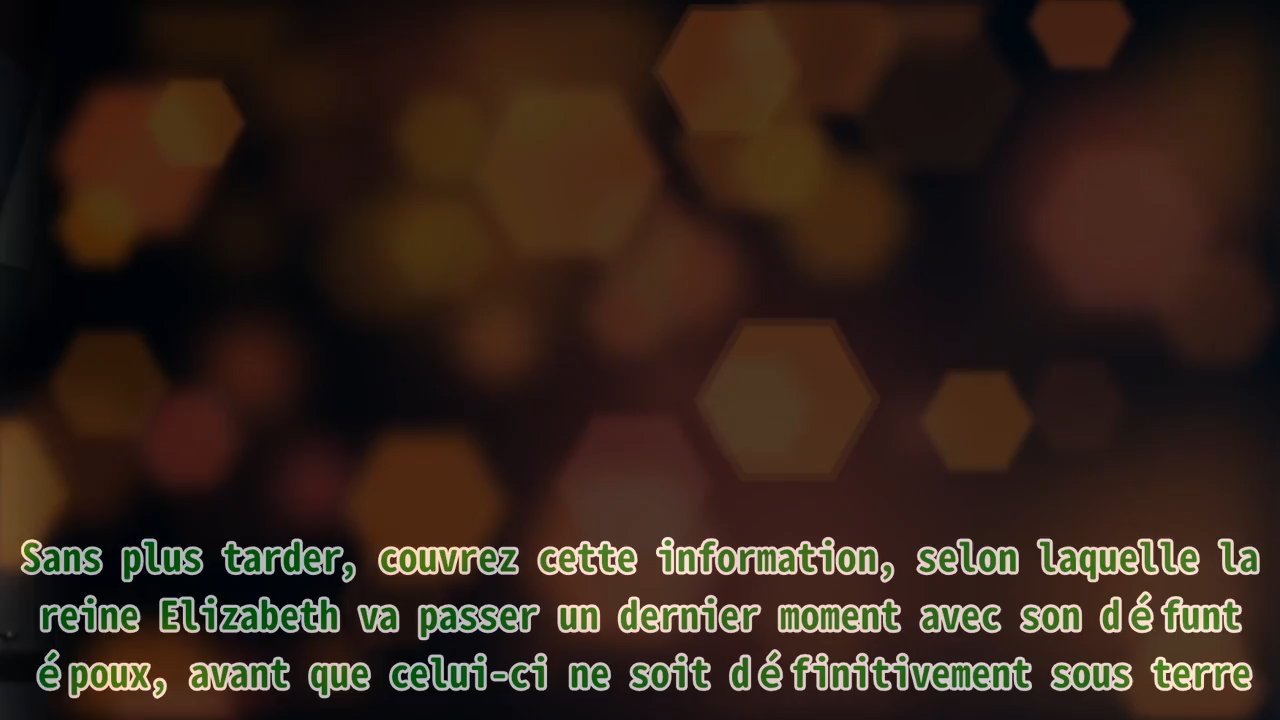 Sans plus tarder, couvrez cette information, selon laquelle la
reine Elizabeth va passer un dernier moment avec son défunt
époux, avant que celui-ci ne soit définitivement sous terre